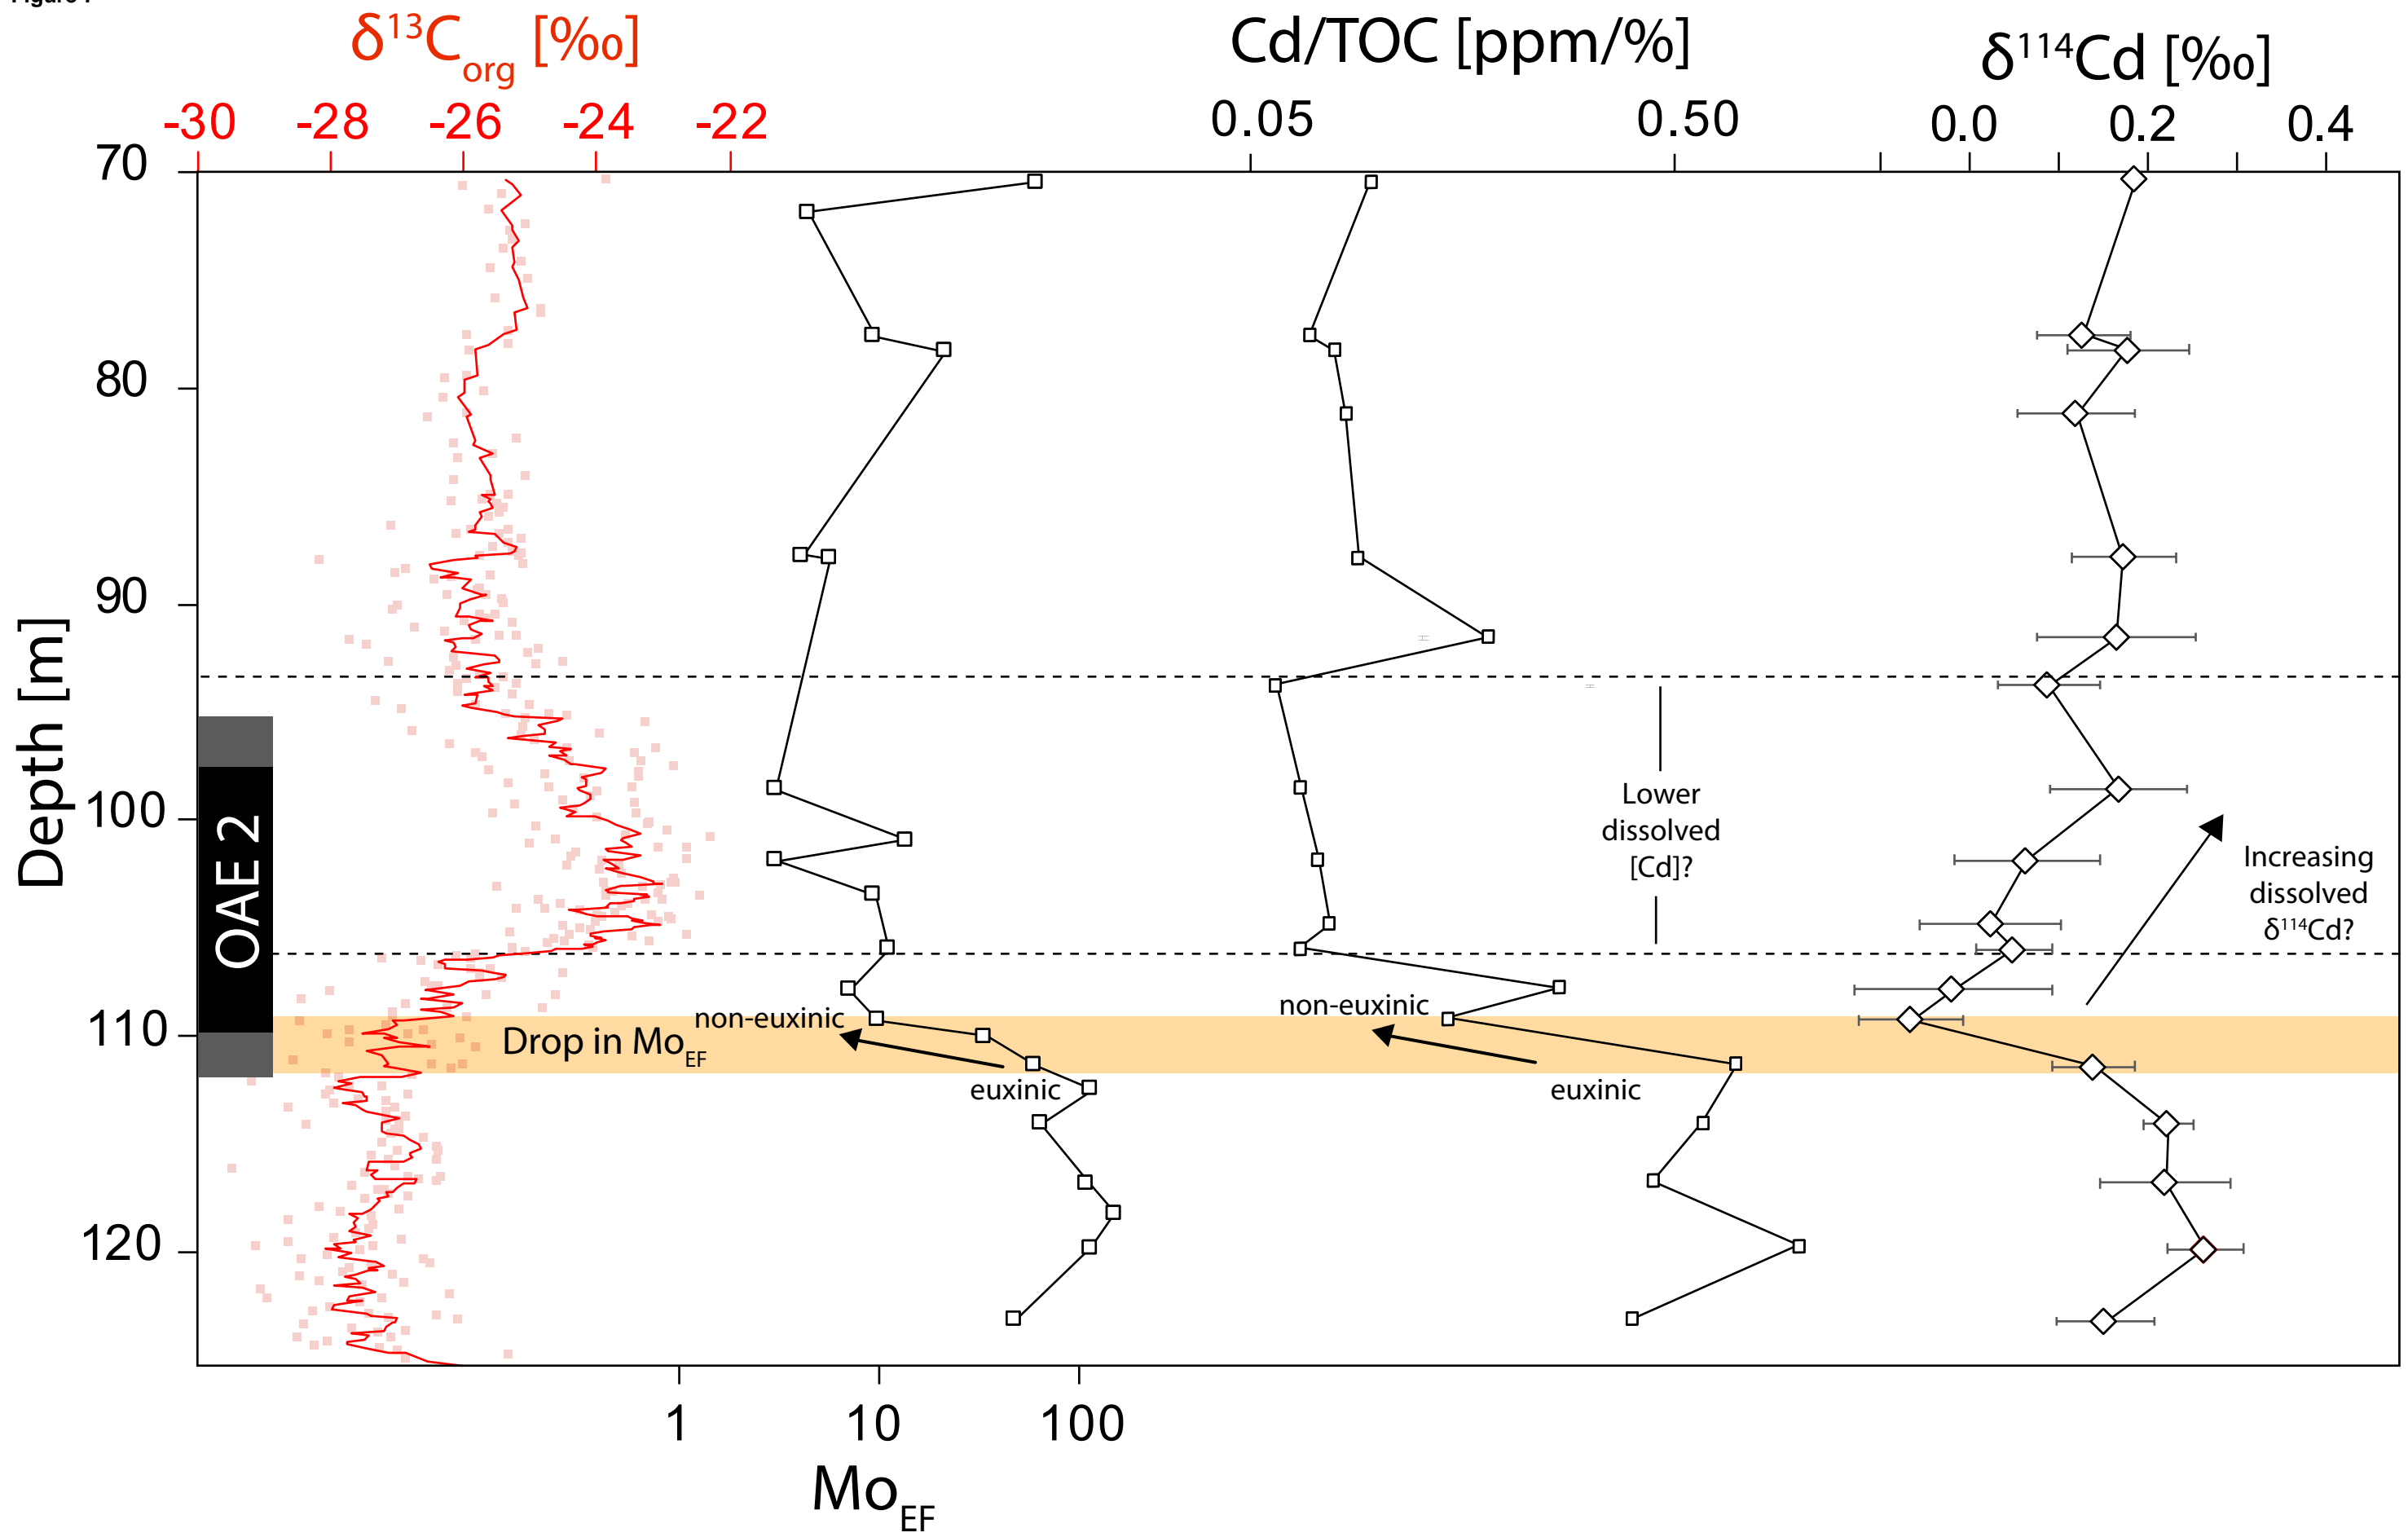 δ13Corg [‰]
Cd/TOC [ppm/%]
δ114Cd [‰]
-30 -28 -26 -24 -22
0.05 0.50
0.0 0.2 0.4
70
80
90
100
110
120
Depth [m]
OAE 2
Lower
dissolved
[Cd]?
Increasing
dissolved
δ114Cd?
non-euxinic
non-euxinic
Drop in MoEF
euxinic
euxinic
1 10 100
MoEF